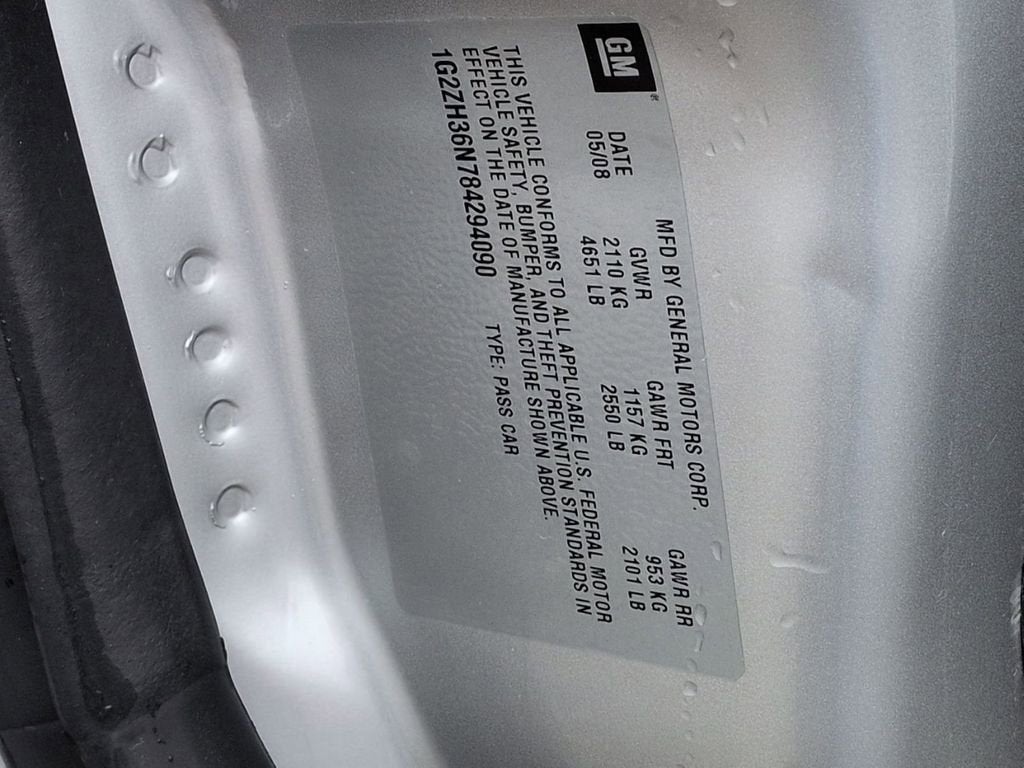 GM
MFD BY GENERAL MOTORS CORP.
DATE GVWR GAWR FRT GAWR RR
05/08 2110 KG 1157 KG 953 KG
4651 LB 2550 LB 2101 LB
THIS VEHICLE CONFORMS TO ALL APPLICABLE U.S. FEDERAL MOTOR
VEHICLE SAFETY, BUMPER, AND THEFT PREVENTION STANDARDS IN
EFFECT ON THE DATE OF MANUFACTURE SHOWN ABOVE.
1G2ZH36N784294090 TYPE: PASS CAR